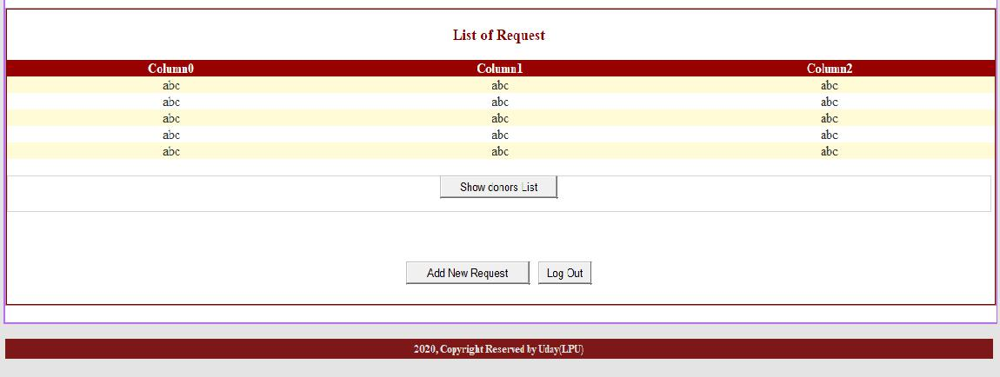 List of Request
Column0 Column1 Column2
abc abc abc
abc abc abc
abc abc abc
abc abc abc
abc abc abc
Show donors List
Add New Request Log Out
2020, Copyright Reserved by Uday(LPU)